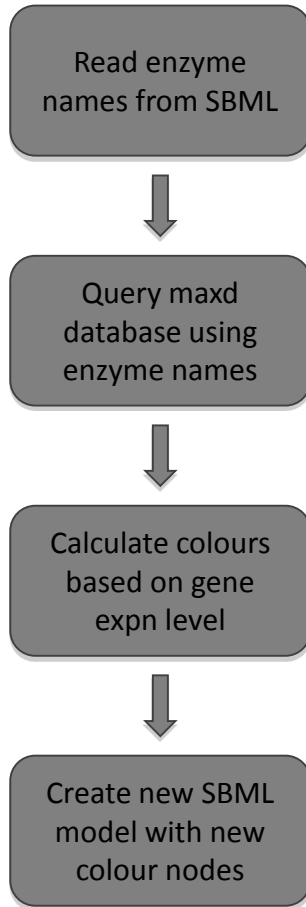 Read enzyme
names from SBML
Query maxd
database using
enzyme names
Calculate colours
based on gene
expn level
Create new SBML
model with new
colour nodes